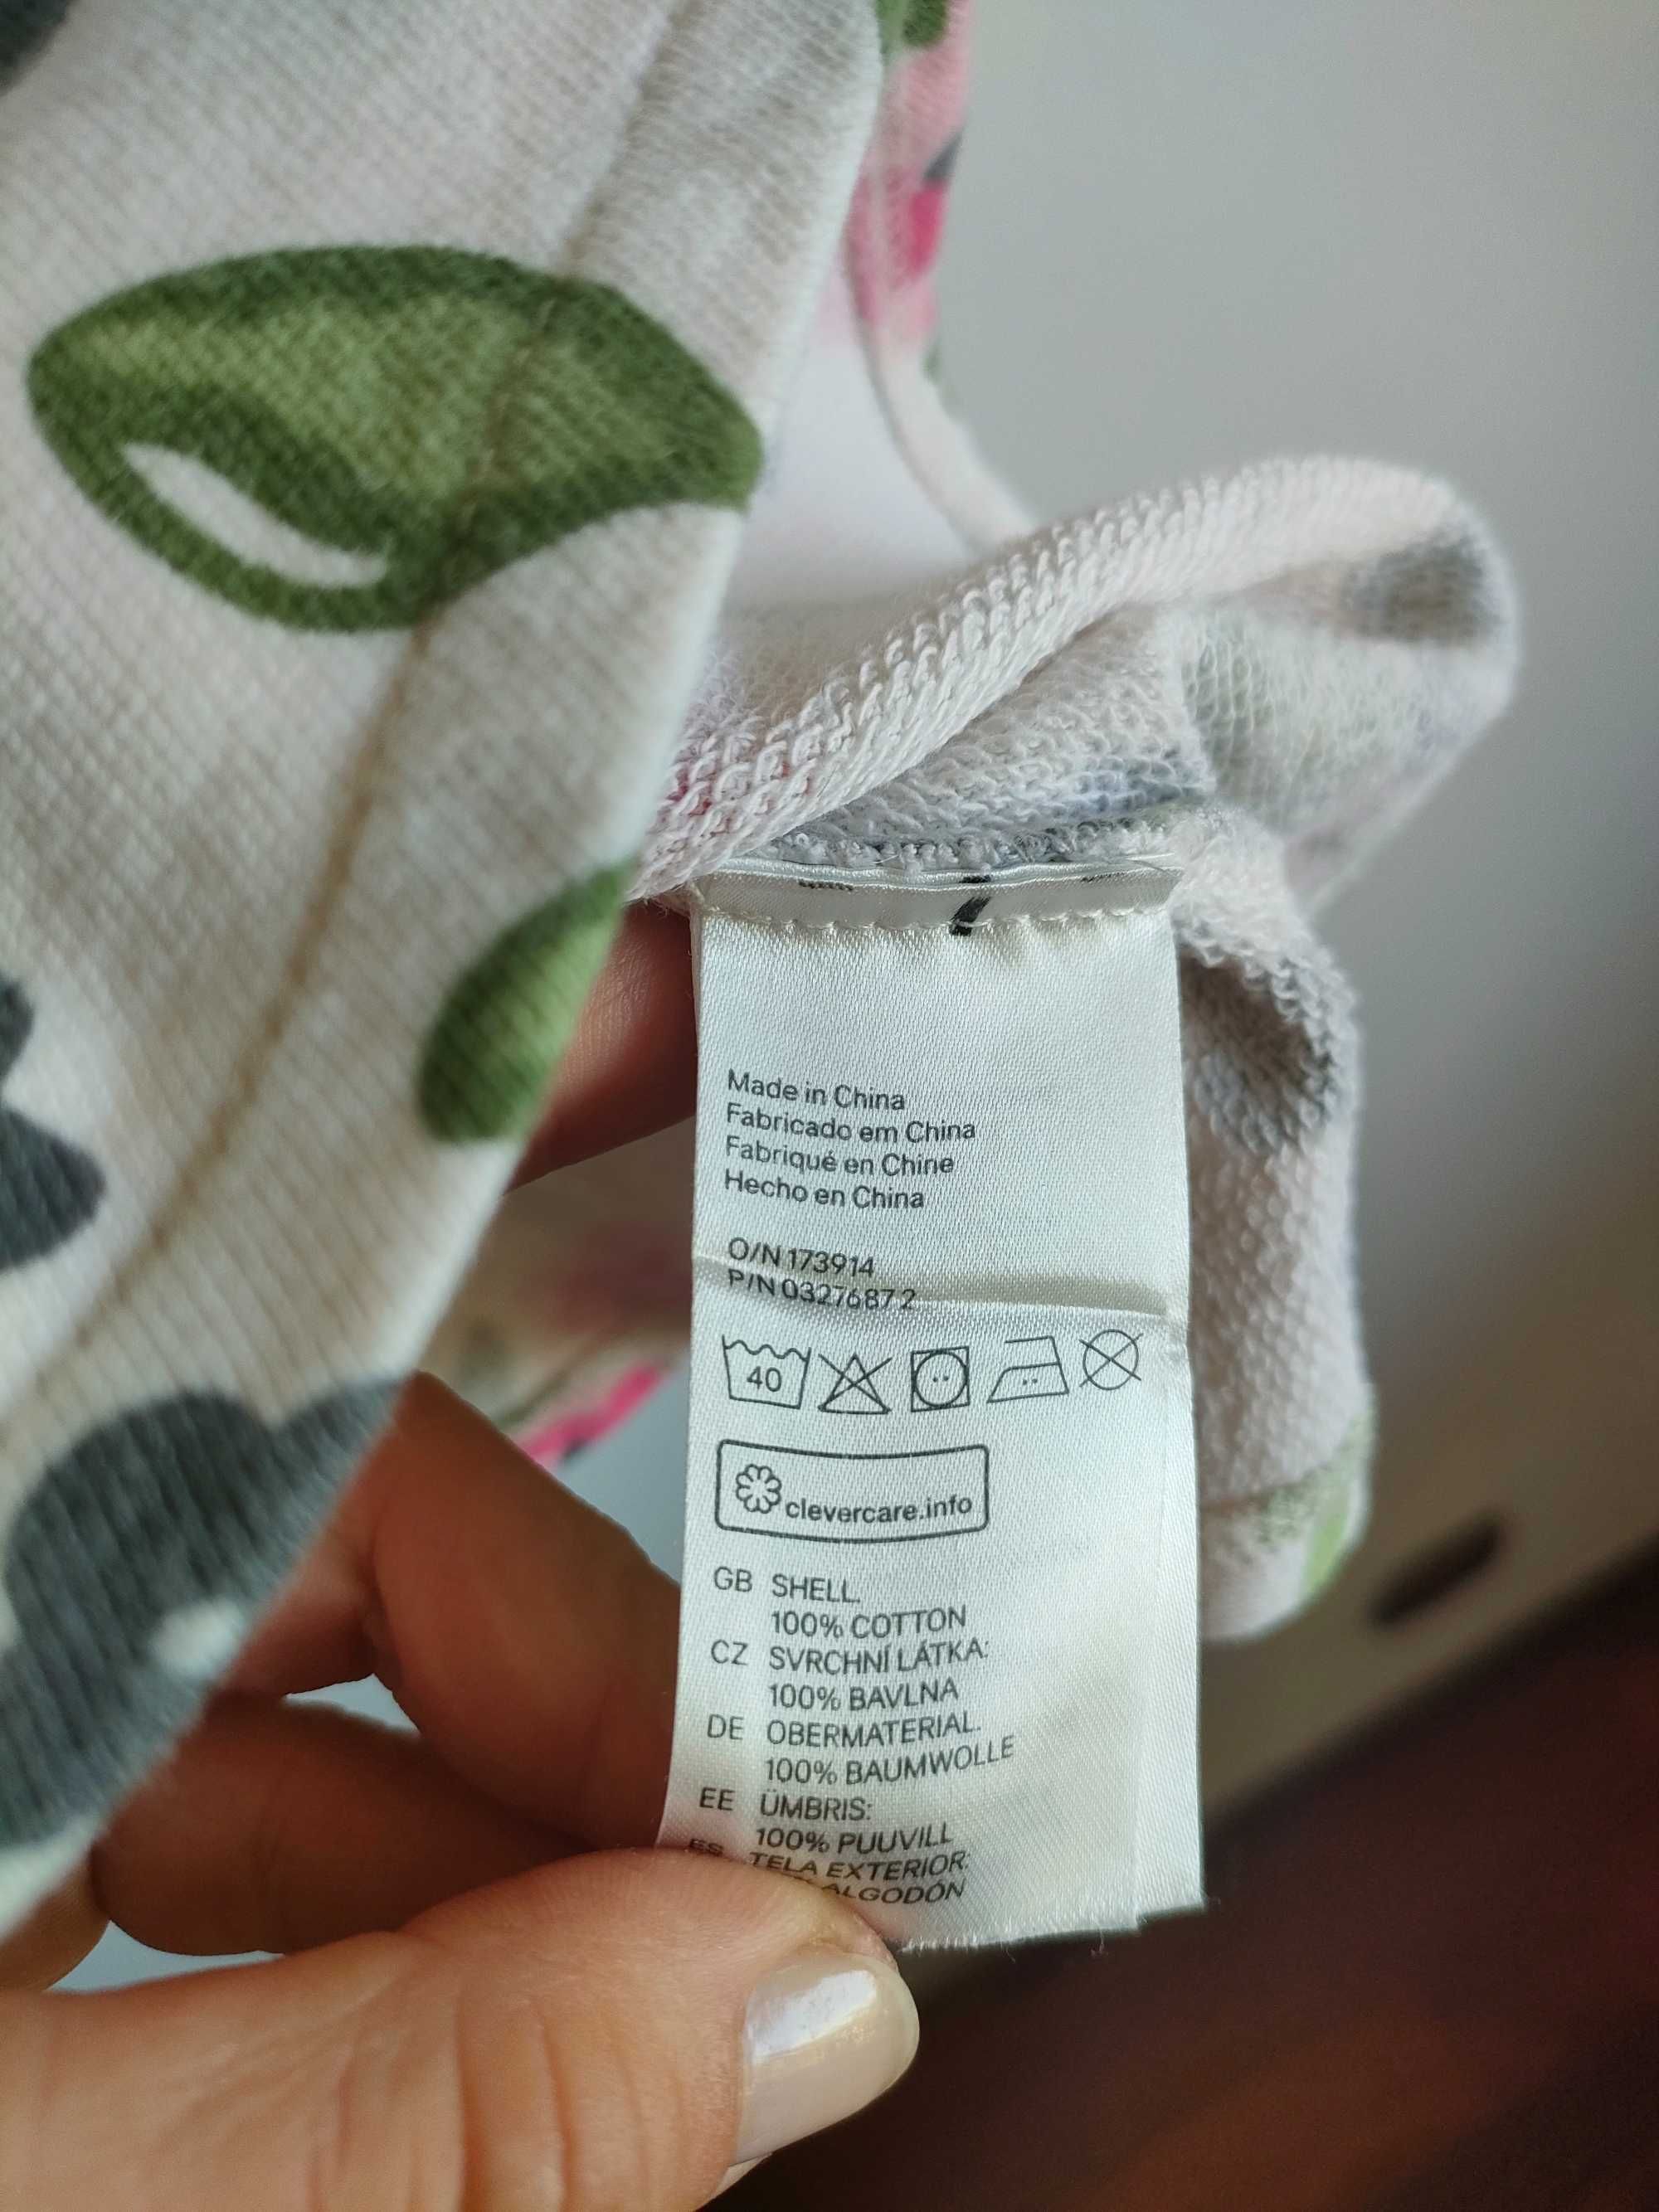 Made in China
Fabricado em China
Fabriqué en Chine
Hecho en China
O/N 173914
P/N 0327687 2
40
clevercare.info
GB SHELL
100% COTTON
CZ SVRCHNÍ LÁTKA:
100% BAVLNA
DE OBERMATERIAL.
100% BAUMWOLLE
EE ÜMBRIS:
100% PUUVILL
ES TELA EXTERIOR:
ALGODÓN